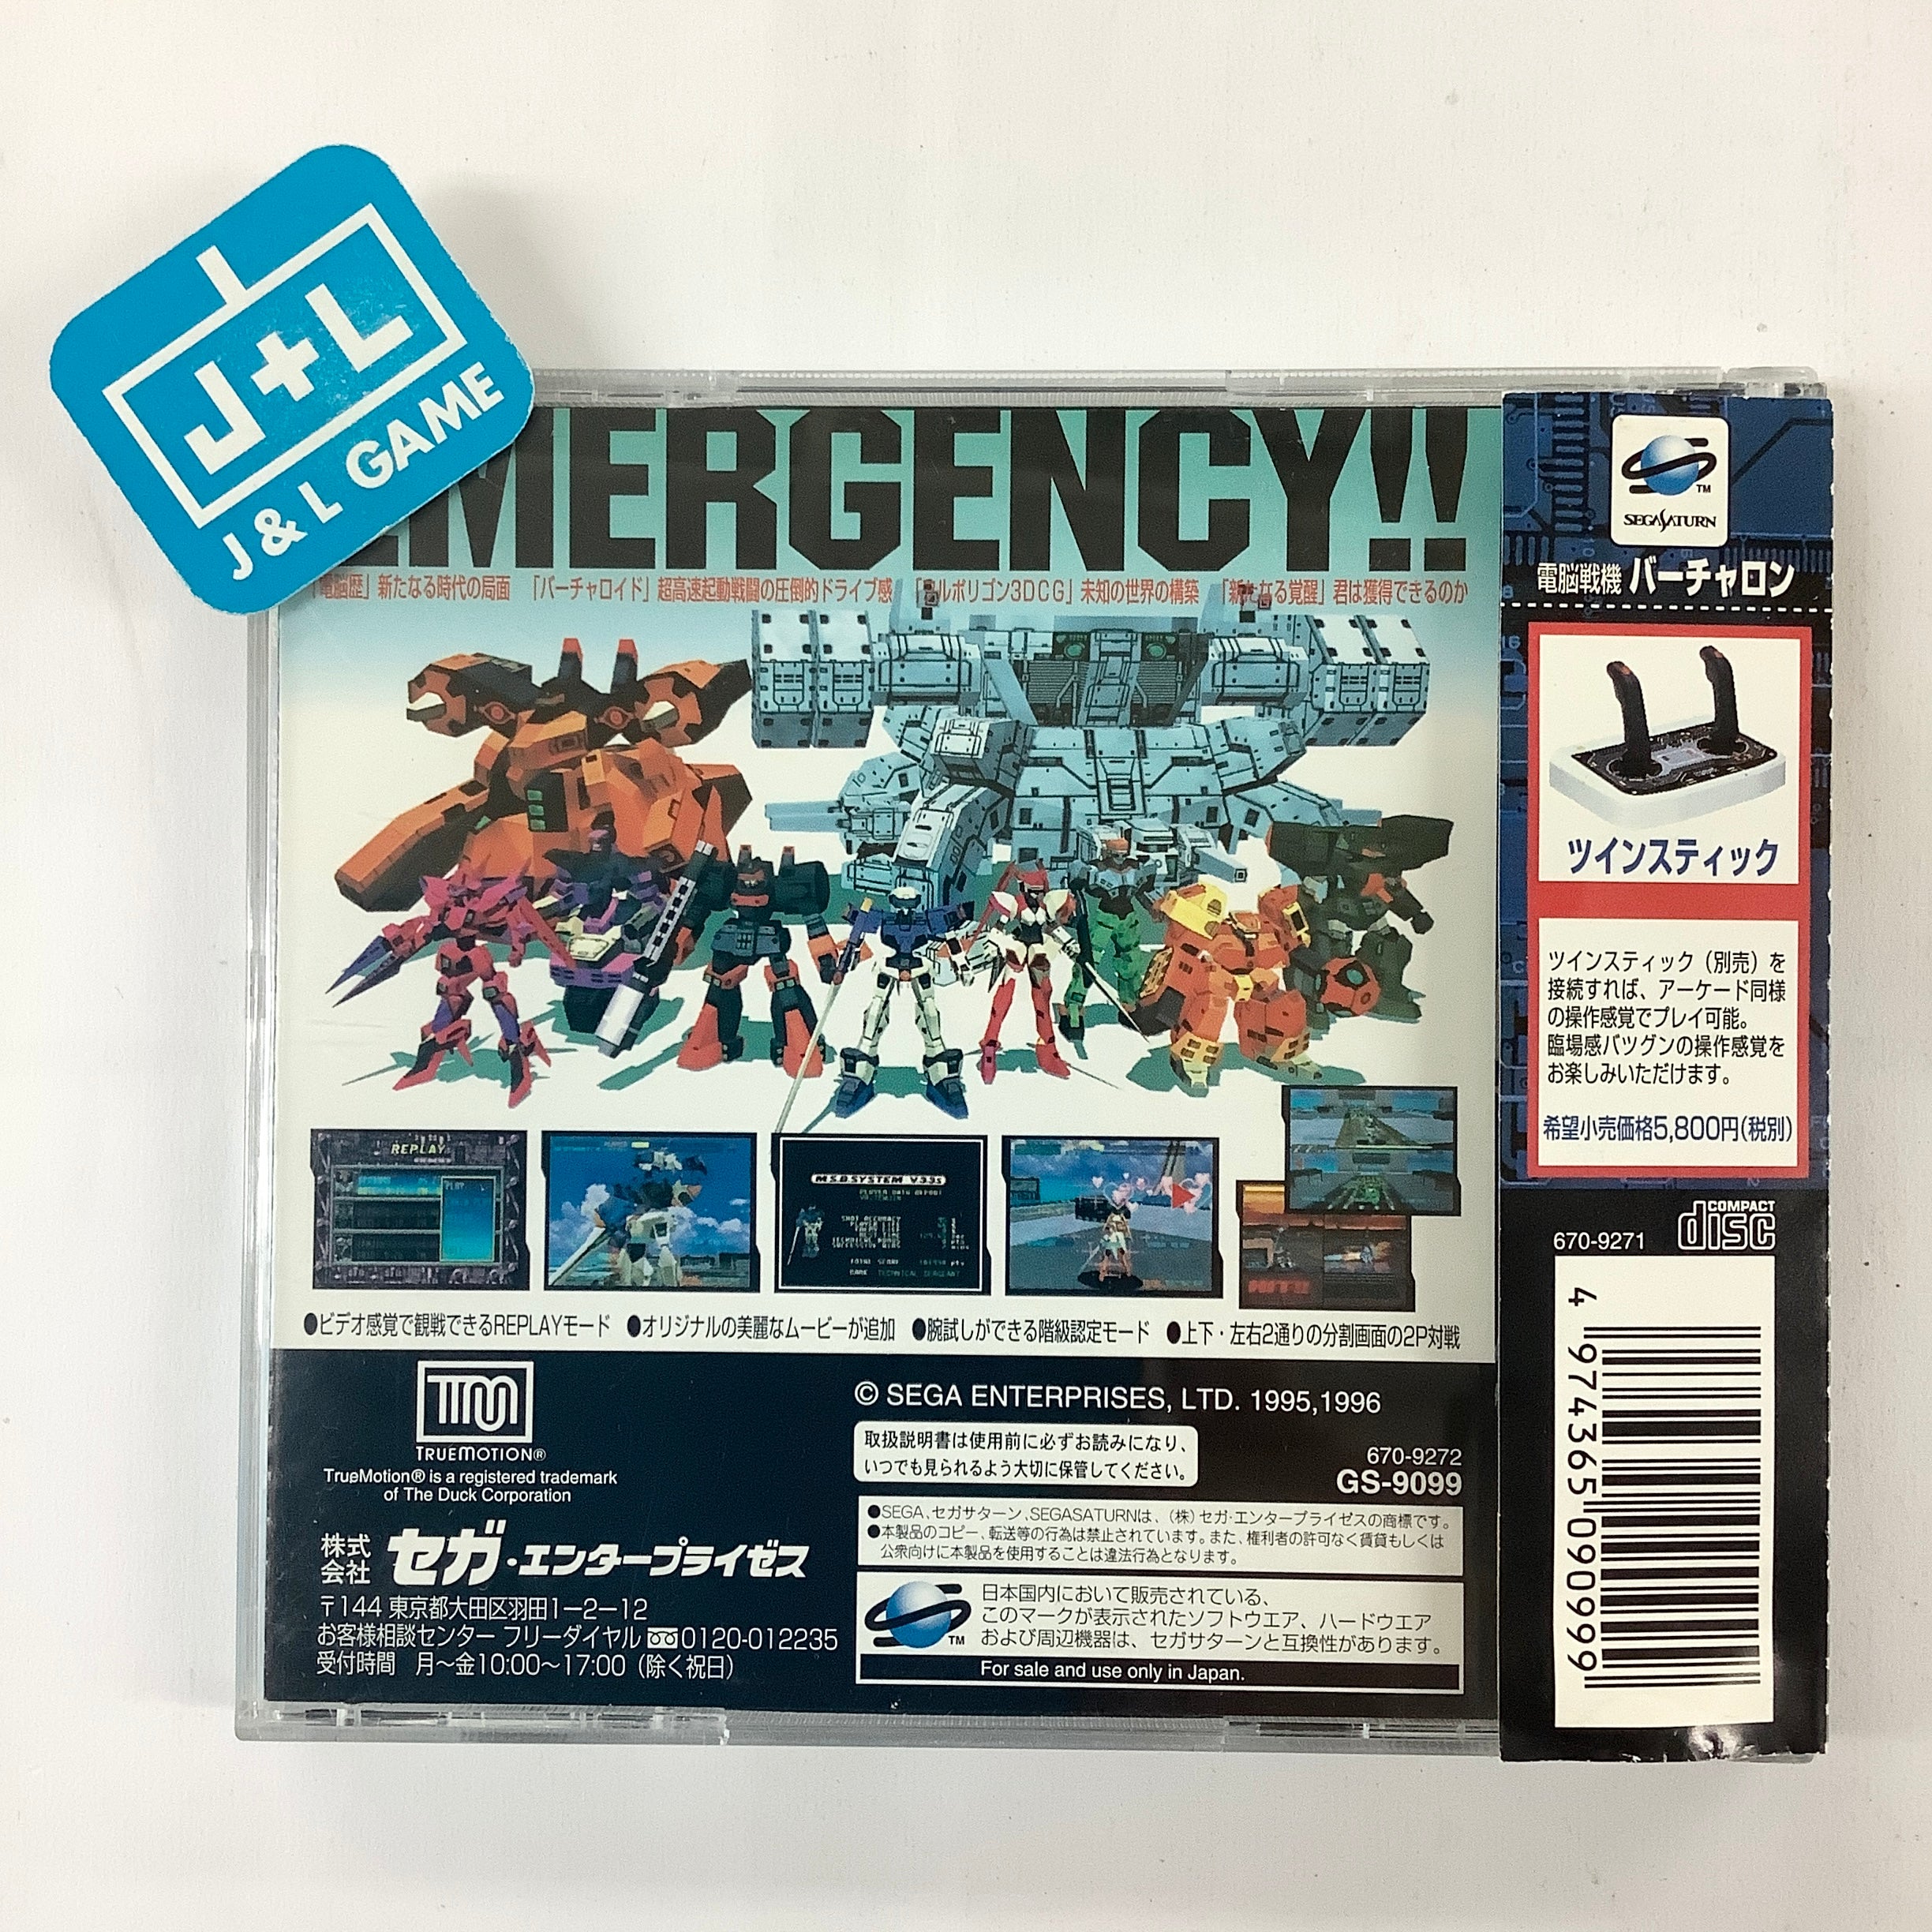 J+L
J & L GAME
EMERGENCY!!
「電脳歴」新たなる時代の局面 「バーチャロイド」超高速起動戦闘の圧倒的ドライブ感 「フルポリゴン3DCG」未知の世界の構築 「新たなる覚醒」君は獲得できるのか
REPLAY
PLAY
M.S.B.SYSTEM V.3.3s
●ビデオ感覚で観戦できるREPLAYモード ●オリジナルの美麗なムービーが追加 ●腕試しができる階級認定モード ●上下・左右2通りの分割画面の2P対戦
TRUEMOTION®
TrueMotion® is a registered trademark
of The Duck Corporation
株式会社 セガ・エンタープライゼス
〒144 東京都大田区羽田1-2-12
お客様相談センター フリーダイヤル 0120-012235
受付時間 月〜金10:00〜17:00（除く祝日）
© SEGA ENTERPRISES, LTD. 1995,1996
取扱説明書は使用前に必ずお読みになり、
いつでも見られるよう大切に保管してください。
670-9272
GS-9099
●SEGA、セガサターン、SEGASATURNは、（株）セガ・エンタープライゼスの商標です。
●本製品のコピー、転送等の行為は禁止されています。また、権利者の許可なく賃貸もしくは
公衆向けに本製品を使用することは違法行為となります。
TM
日本国内において販売されている、
このマークが表示されたソフトウエア、ハードウエア
および周辺機器は、セガサターンと互換性があります。
For sale and use only in Japan.
TM
SEGA SATURN
電脳戦機 バーチャロン
ツインスティック
ツインスティック（別売）を
接続すれば、アーケード同様
の操作感覚でプレイ可能。
臨場感バツグンの操作感覚を
お楽しみいただけます。
希望小売価格5,800円(税別)
COMPACT
disc
670-9271
4 974365 090999